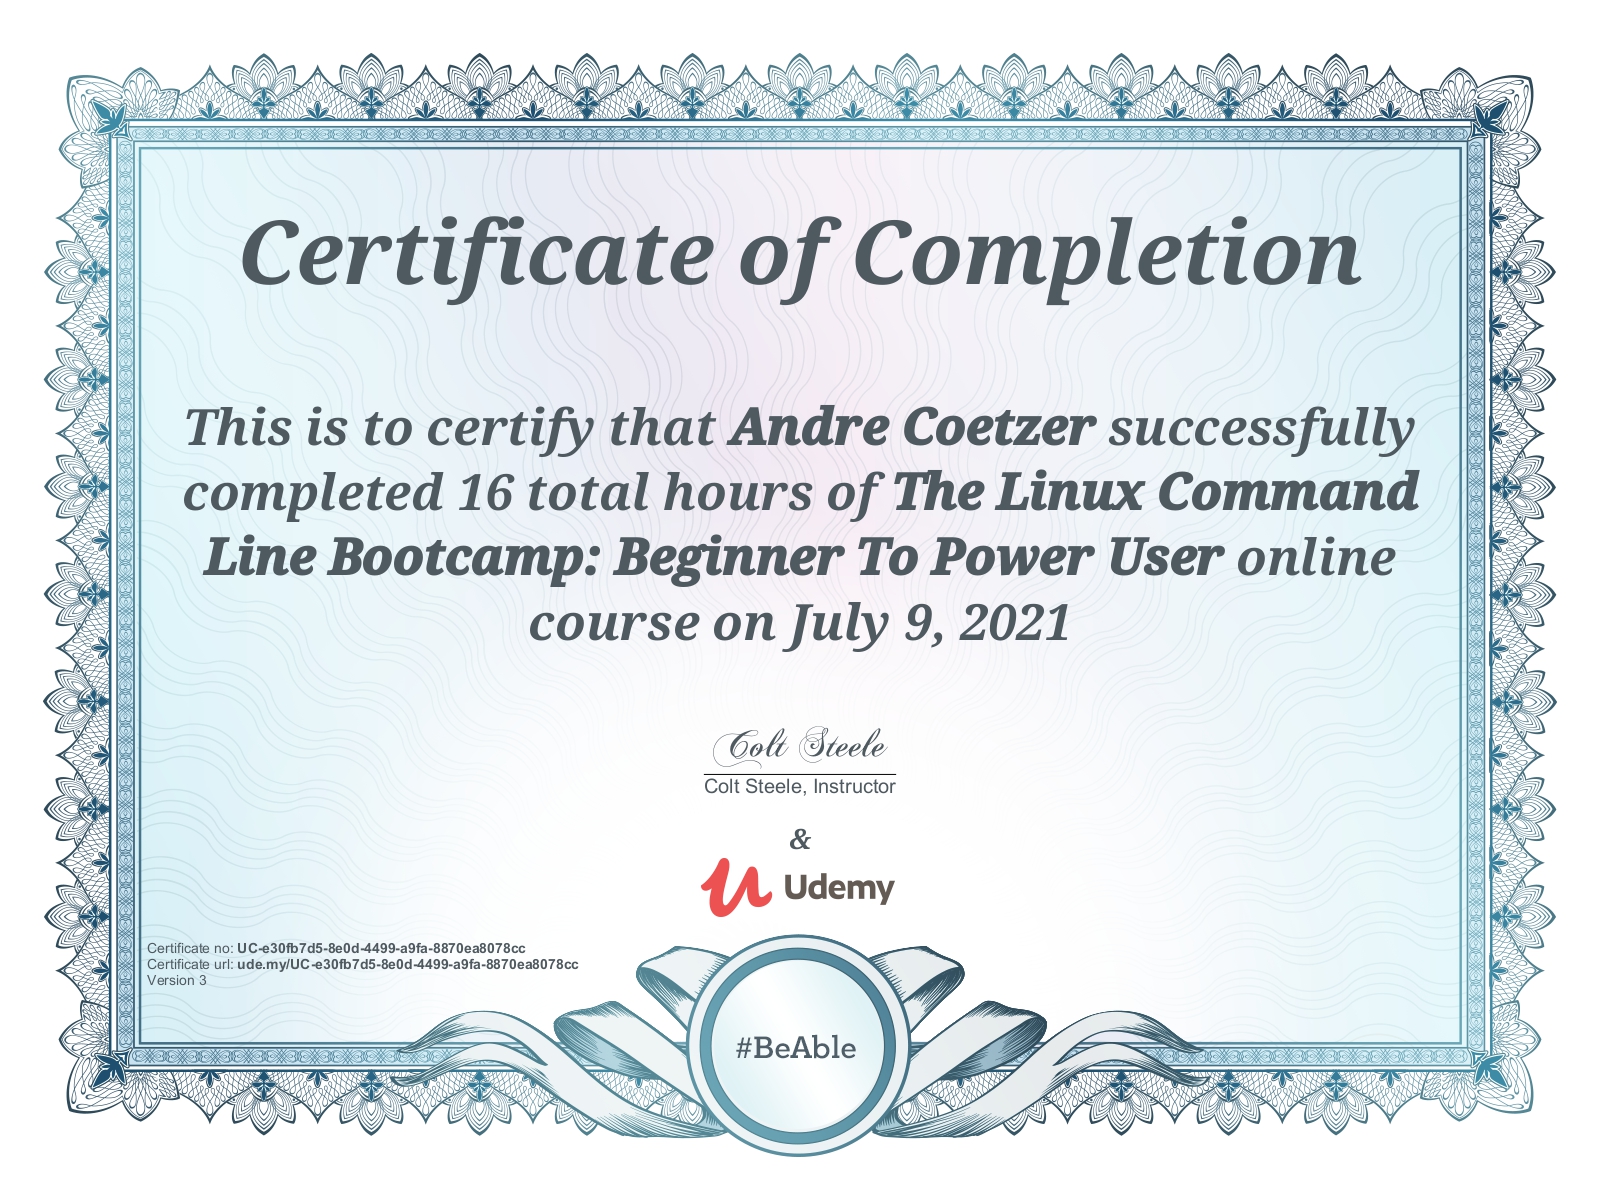 Certificate of Completion
This is to certify that Andre Coetzer successfully
completed 16 total hours of The Linux Command
Line Bootcamp: Beginner To Power User online
course on July 9, 2021
Colt Steele
Colt Steele, Instructor
&
Udemy
Certificate no: UC-e30fb7d5-8e0d-4499-a9fa-8870ea8078cc
Certificate url: ude.my/UC-e30fb7d5-8e0d-4499-a9fa-8870ea8078cc
Version 3
#BeAble